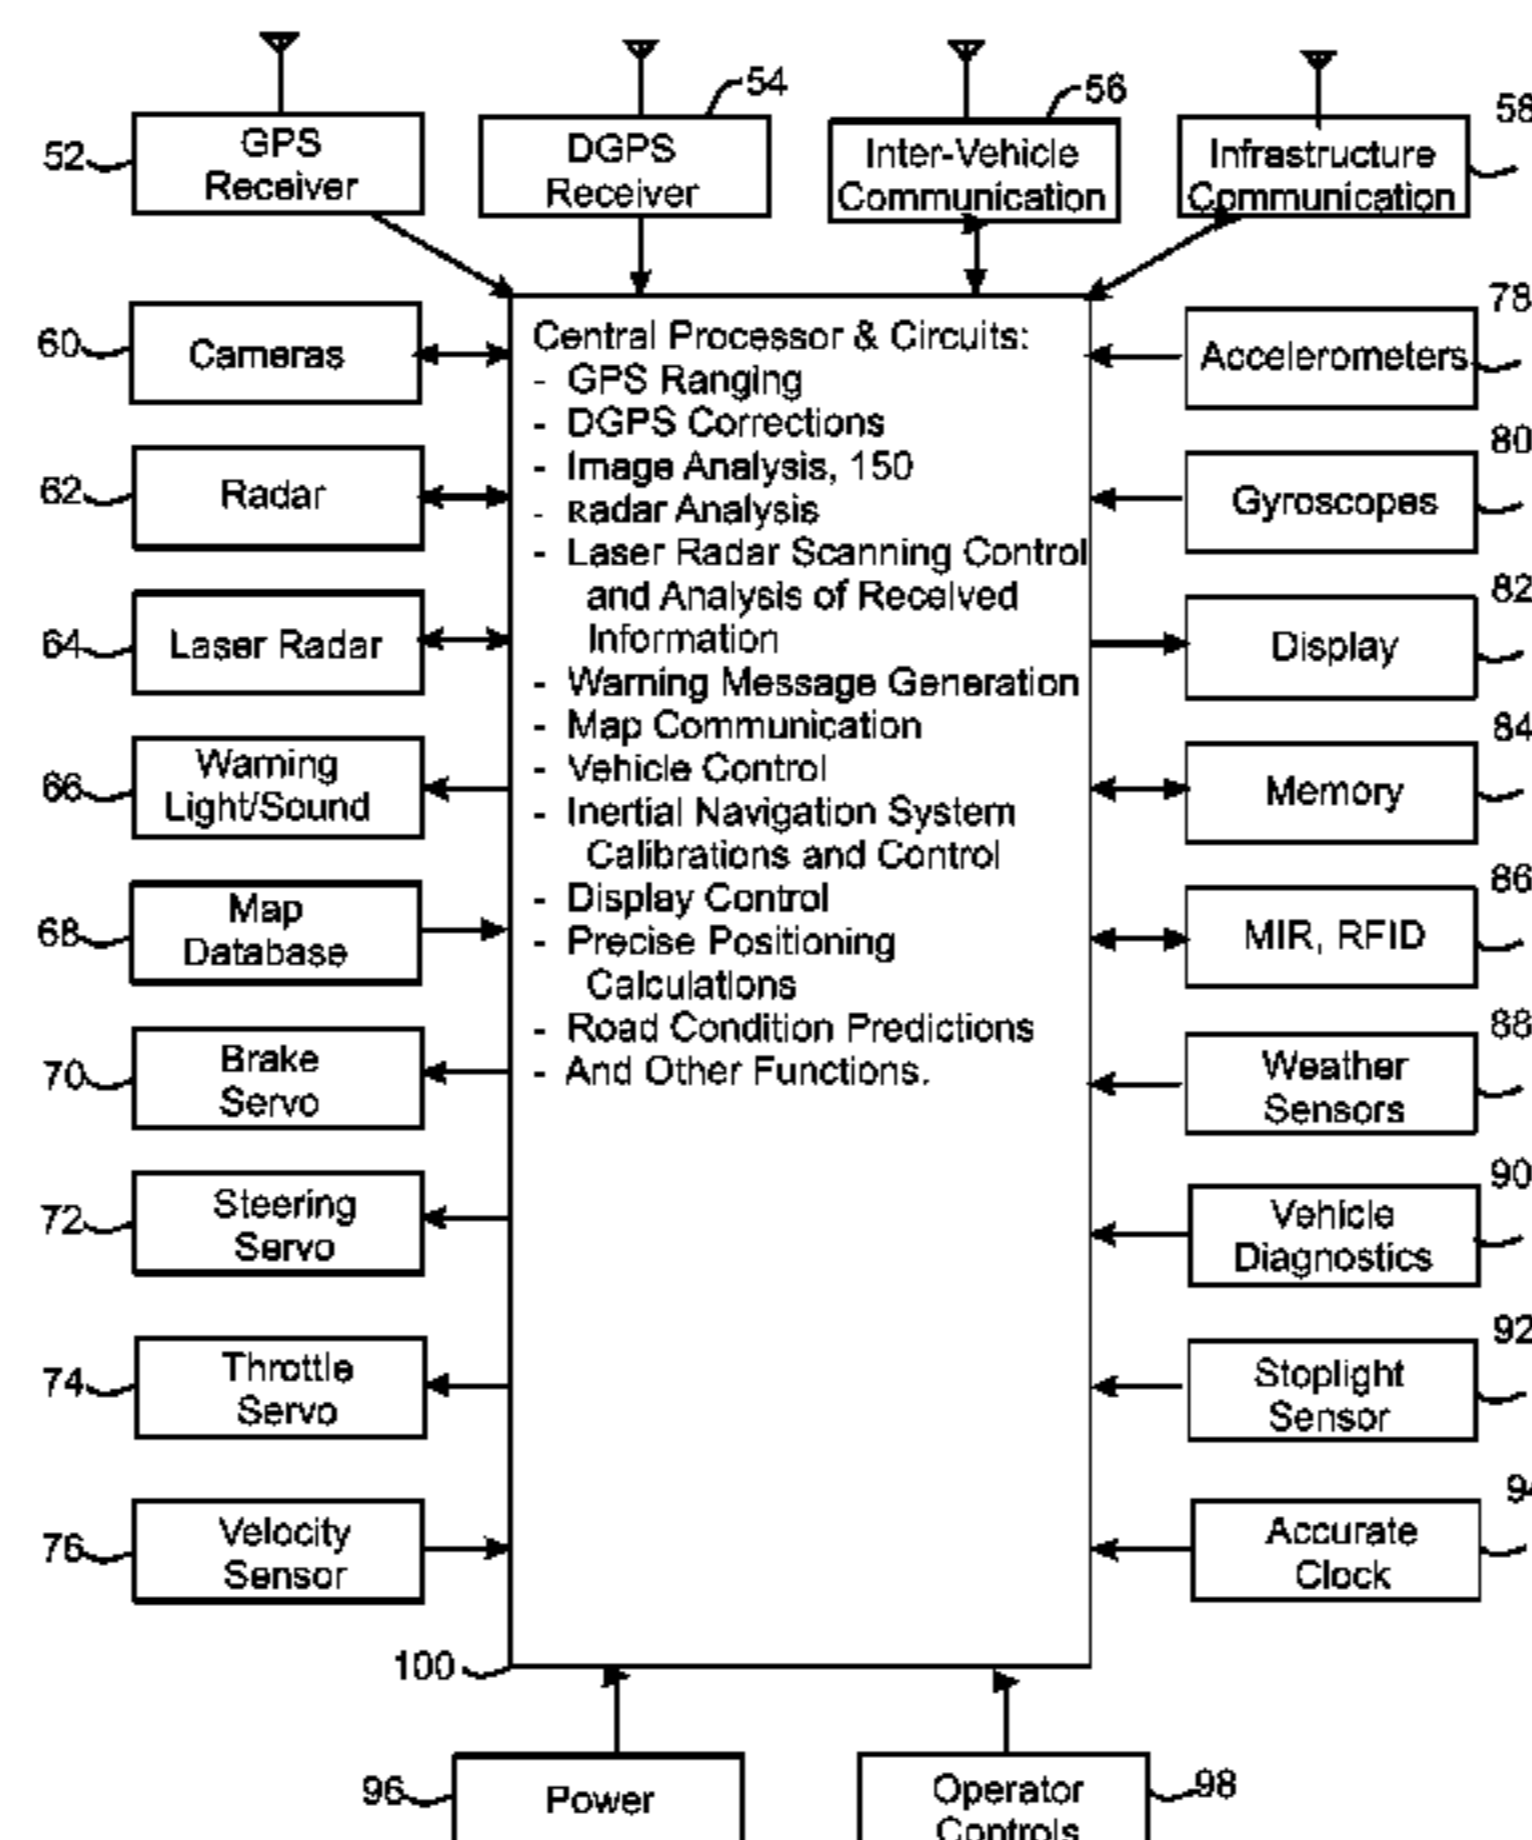 54
56
58
52
GPS
Receiver
DGPS
Receiver
Inter-Vehicle
Communication
Infrastructure
Communication
60
Cameras
62
Radar
64
Laser Radar
66
Warning
Light/Sound
68
Map
Database
70
Brake
Servo
72
Steering
Servo
74
Throttle
Servo
76
Velocity
Sensor
Central Processor & Circuits:
- GPS Ranging
- DGPS Corrections
- Image Analysis, 150
- Radar Analysis
- Laser Radar Scanning Control
and Analysis of Received
Information
- Warning Message Generation
- Map Communication
- Vehicle Control
- Inertial Navigation System
Calibrations and Control
- Display Control
- Precise Positioning
Calculations
- Road Condition Predictions
- And Other Functions.
78
Accelerometers
80
Gyroscopes
82
Display
84
Memory
86
MIR, RFID
88
Weather
Sensors
90
Vehicle
Diagnostics
92
Stoplight
Sensor
94
Accurate
Clock
100
96
Power
Operator
Controls
98